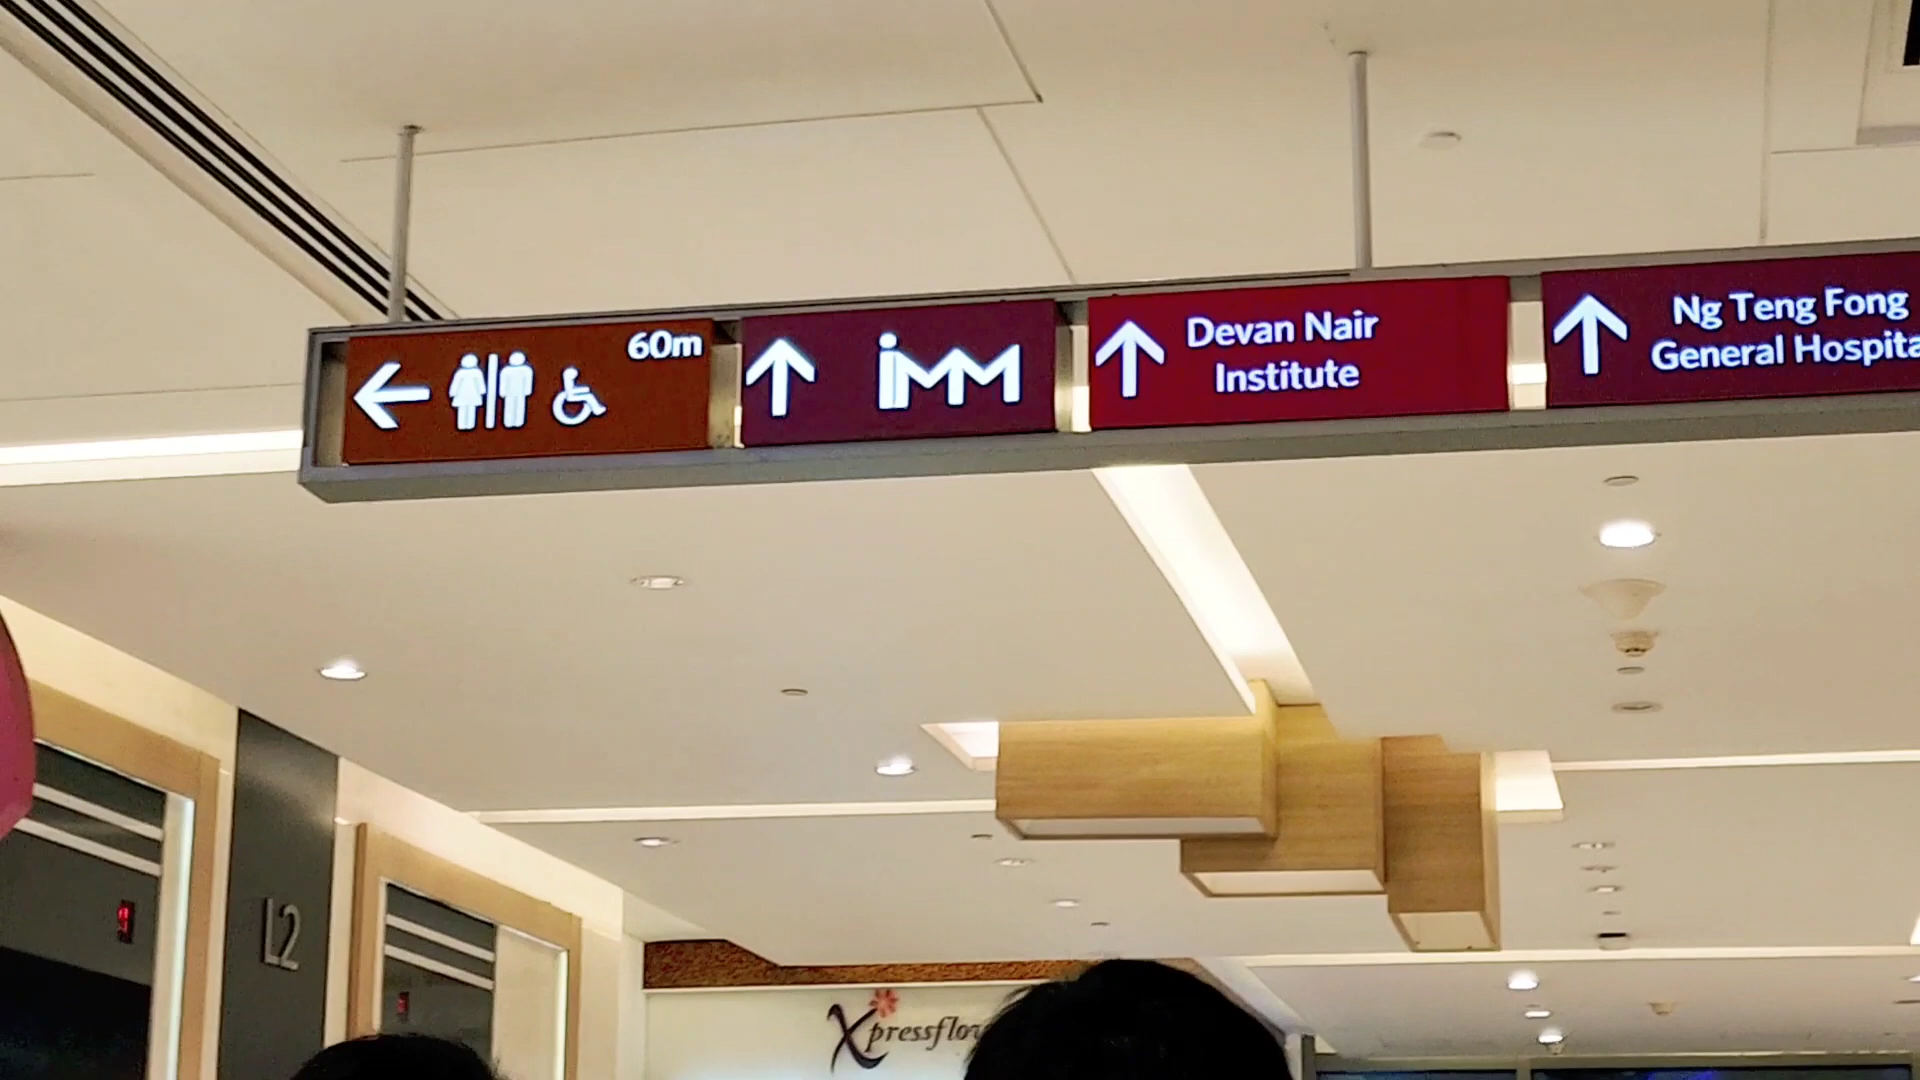 60m
IMM
Devan Nair
Institute
Ng Teng Fong
General Hospita
L2
Xpressflo